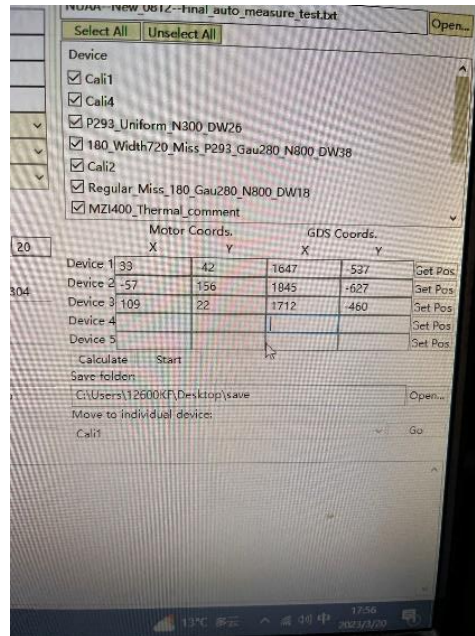 NOAA--New_0812--Final_auto_measure_test.txt Open...
Select All Unselect All
Device
Cali1
Cali4
P293_Uniform_N300_DW26
180_Width720_Miss_P293_Gau280_N800_DW38
Cali2
Regular_Miss_180_Gau280_N800_DW18
MZI400_Thermal_comment
Motor Coords. GDS Coords.
20 X Y X Y
Device 1 33 -42 1647 -537 Get Pos
304 Device 2 -57 156 1845 -627 Get Pos
Device 3 109 22 1712 -460 Get Pos
Device 4 Get Pos
Device 5 Get Pos
Calculate Start
Save folder:
C:\Users\12600KF\Desktop\save Open...
Move to individual device:
Cali1 Go
13°C 多云 中 17:56
2023/3/20